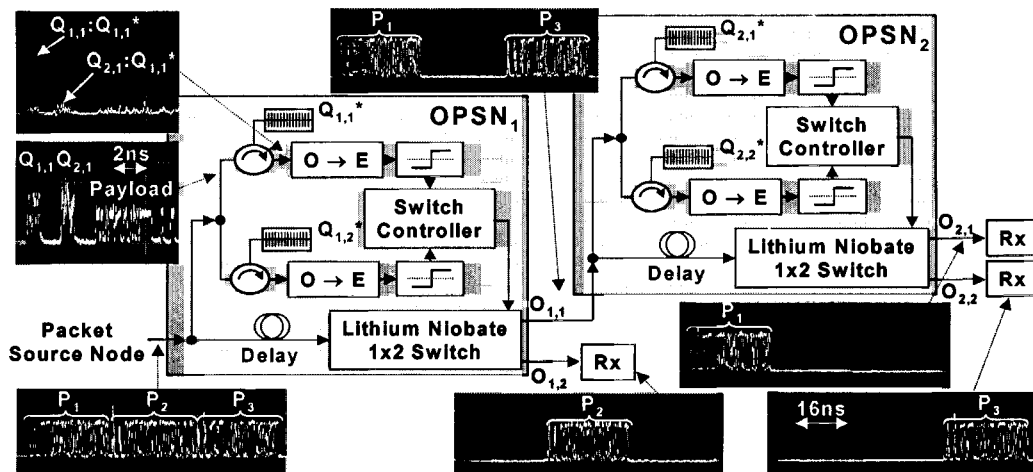 Q1,1:Q1,1*
Q2,1:Q1,1*
Q1,1 Q2,1 2ns
Payload
P1 P3
OPSN1
Q1,1*
O → E
Switch
Controller
Q1,2*
O → E
Delay
Lithium Niobate
1x2 Switch
O1,1
O1,2
Rx
Packet
Source Node
P1 P2 P3
P2
OPSN2
Q2,1*
O → E
Switch
Controller
Q2,2*
O → E
Delay
Lithium Niobate
1x2 Switch
O2,1
Rx
O2,2
Rx
P1
16ns P3